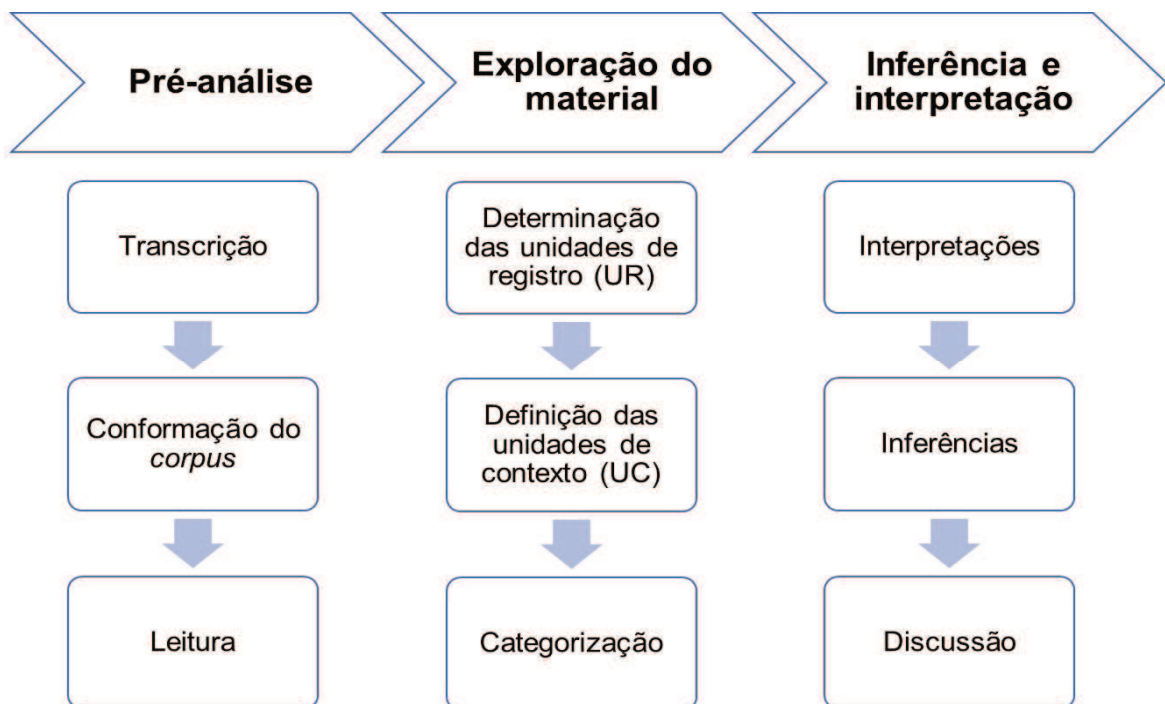 Pré-análise
Exploração do
material
Inferência e
interpretação
Transcrição
Conformação do
corpus
Leitura
Determinação
das unidades de
registro (UR)
Definição das
unidades de
contexto (UC)
Categorização
Interpretações
Inferências
Discussão